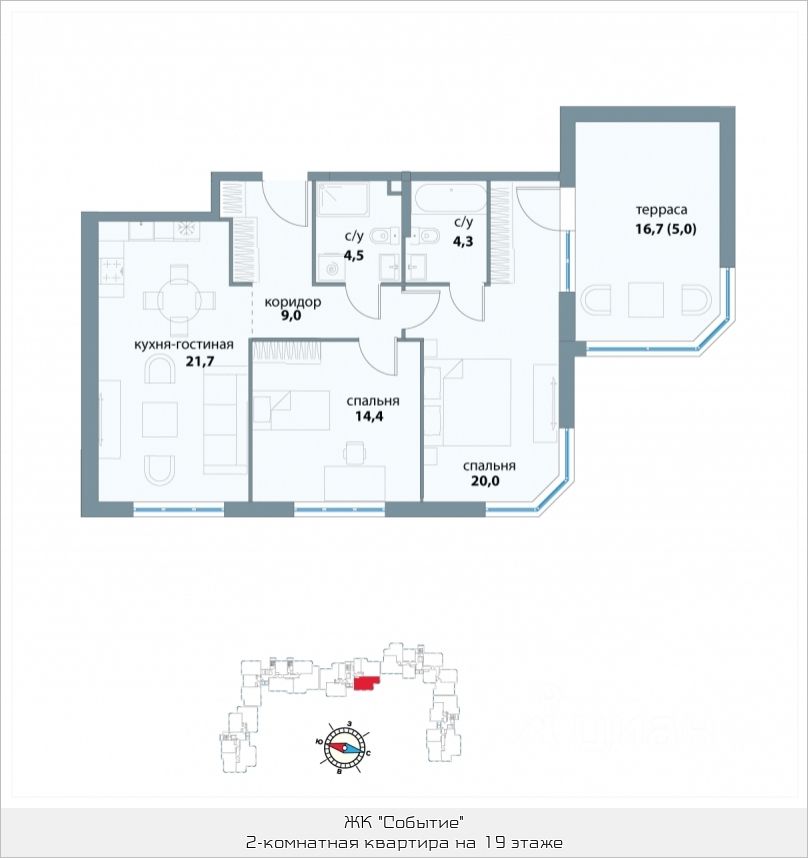 терраса
16,7 (5,0)
с/у
4,5
с/у
4,3
коридор
9,0
кухня-гостиная
21,7
спальня
14,4
спальня
20,0
З
Ю
С
В
ЖК "Событие"
2-комнатная квартира на 19 этаже